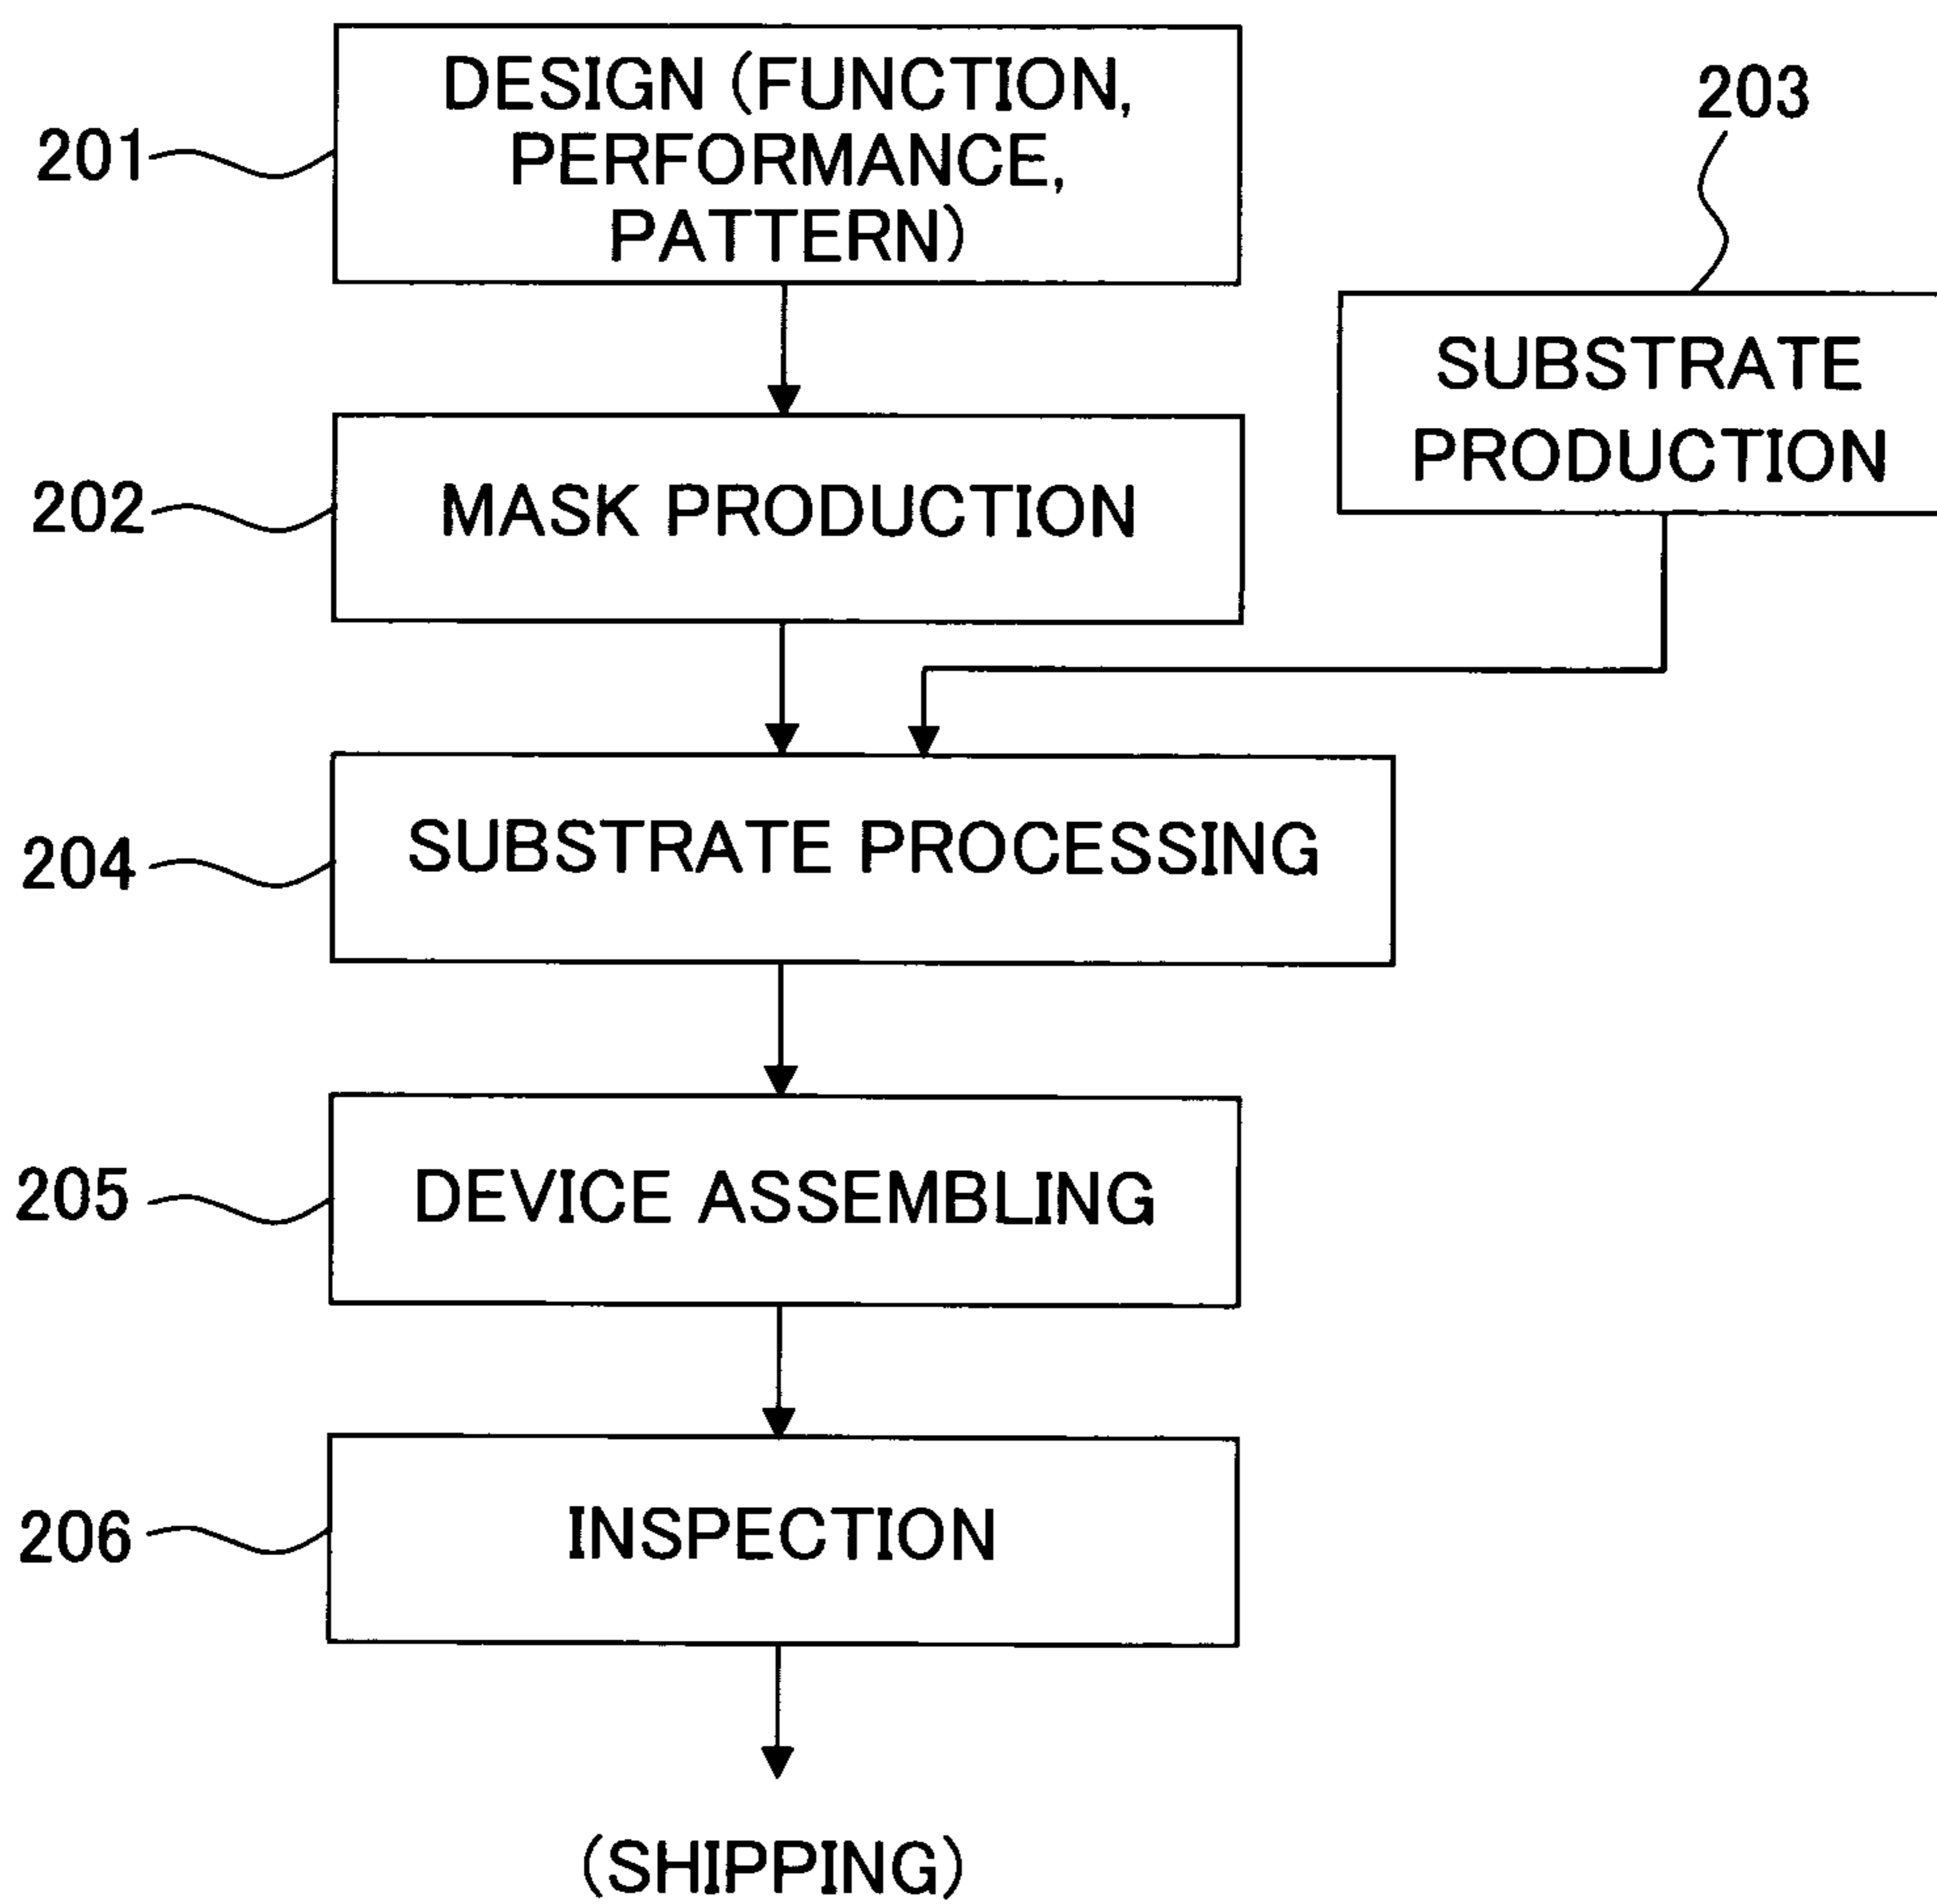 201
DESIGN (FUNCTION,
PERFORMANCE,
PATTERN)
203
SUBSTRATE
PRODUCTION
202
MASK PRODUCTION
204
SUBSTRATE PROCESSING
205
DEVICE ASSEMBLING
206
INSPECTION
(SHIPPING)